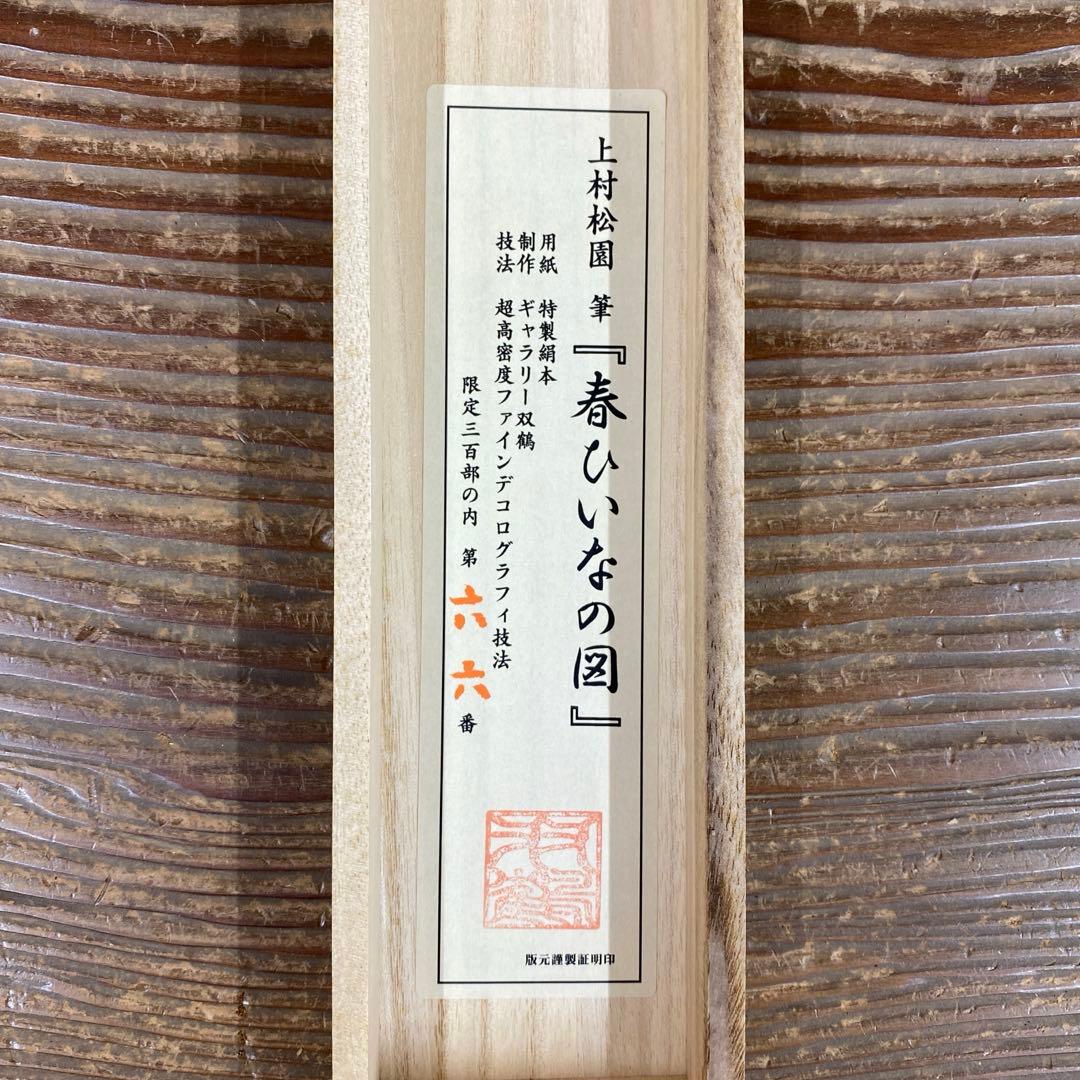 上村松園 筆『春ひいなの図』
用紙 特製絹本
制作 ギャラリー双鶴
技法 超高密度ファインデコログラフィ技法
限定三百部の内 第六六番
版元謹製証明印